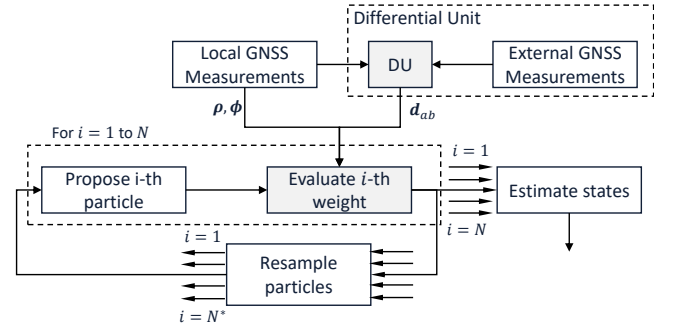 Differential Unit
Local GNSS
Measurements
DU
External GNSS
Measurements
𝝆, 𝝓
𝒅𝑎𝑏
For 𝑖 = 1 to 𝑁
Propose i-th
particle
Evaluate 𝑖-th
weight
𝑖 = 1
Estimate states
𝑖 = 𝑁
𝑖 = 1
Resample
particles
𝑖 = 𝑁*